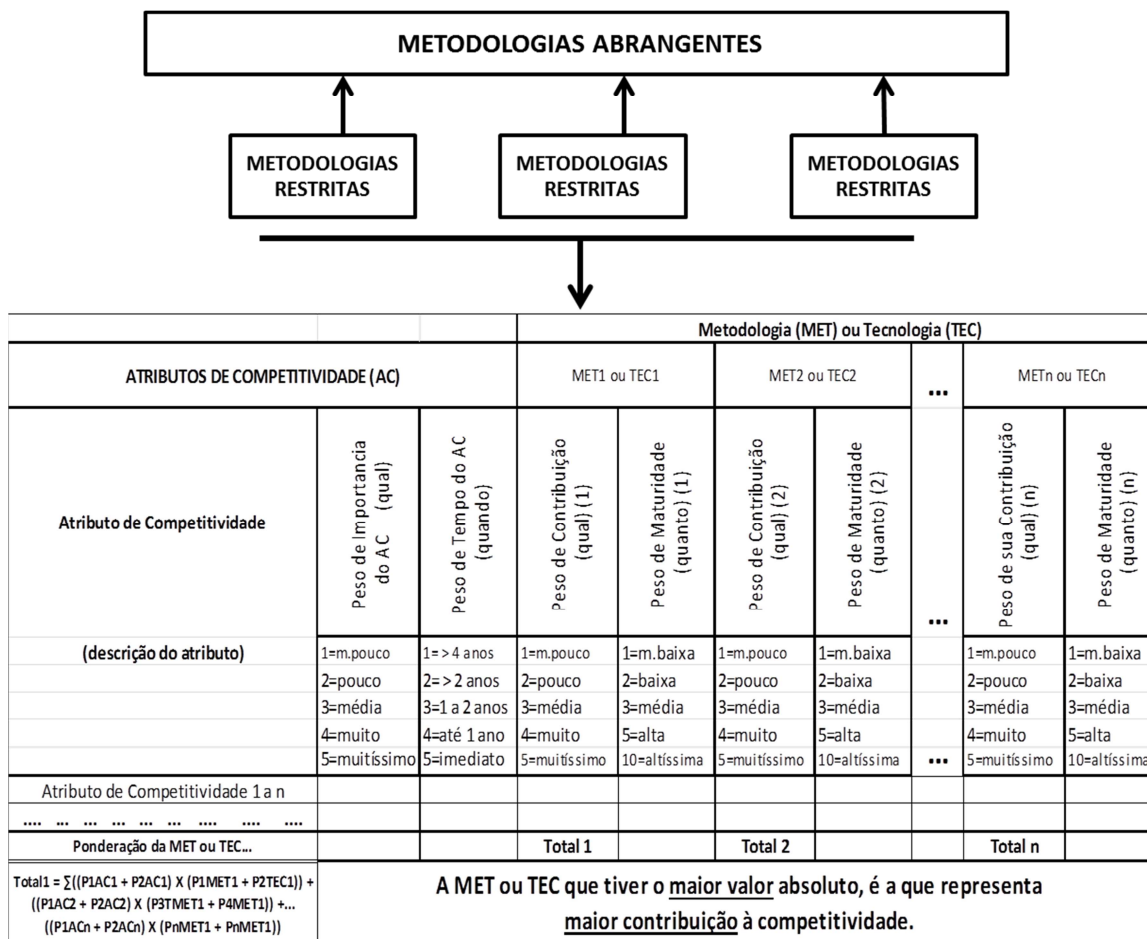 METODOLOGIAS ABRANGENTES
METODOLOGIAS
RESTRITAS
METODOLOGIAS
RESTRITAS
METODOLOGIAS
RESTRITAS
Metodologia (MET) ou Tecnologia (TEC)
ATRIBUTOS DE COMPETITIVIDADE (AC)
MET1 ou TEC1
MET2 ou TEC2
...
METn ou TECn
Atributo de Competitividade
Peso de Importancia
do AC (qual)
Peso de Tempo do AC
(quando)
Peso de Contribuição
(qual) (1)
Peso de Maturidade
(quanto) (1)
Peso de Contribuição
(qual) (2)
Peso de Maturidade
(quanto) (2)
...
Peso de sua Contribuição
(qual) (n)
Peso de Maturidade
(quanto) (n)
(descrição do atributo) 1=m.pouco 1= > 4 anos 1=m.pouco 1=m.baixa 1=m.pouco 1=m.baixa 1=m.pouco 1=m.baixa
2=pouco 2= > 2 anos 2=pouco 2=baixa 2=pouco 2=baixa 2=pouco 2=baixa
3=média 3=1 a 2 anos 3=média 3=média 3=média 3=média 3=média 3=média
4=muito 4=até 1 ano 4=muito 5=alta 4=muito 5=alta 4=muito 5=alta
5=muitíssimo 5=imediato 5=muitíssimo 10=altíssima 5=muitíssimo 10=altíssima ... 5=muitíssimo 10=altíssima
Atributo de Competitividade 1 a n
.... ... ... ... ... ... .... .... ....
Ponderação da MET ou TEC... Total 1 Total 2 Total n
Total1 = ∑((P1AC1 + P2AC1) X (P1MET1 + P2TEC1)) +
((P1AC2 + P2AC2) X (P3TMET1 + P4MET1)) +...
((P1ACn + P2ACn) X (PnMET1 + PnMET1))
A MET ou TEC que tiver o maior valor absoluto, é a que representa
maior contribuição à competitividade.